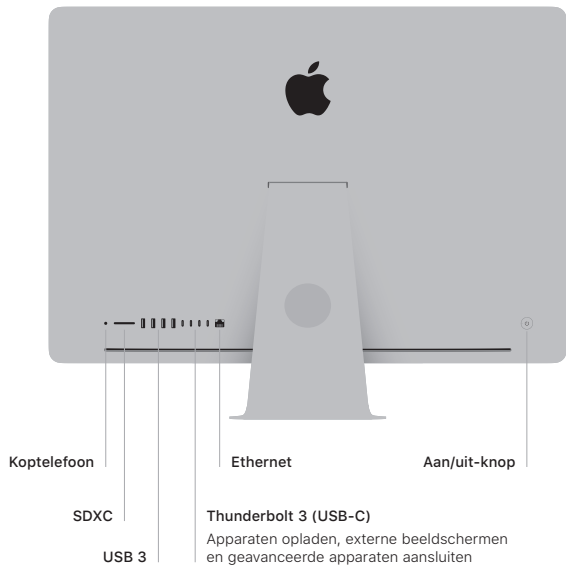 Koptelefoon
Ethernet
Aan/uit-knop
SDXC
Thunderbolt 3 (USB-C)
Apparaten opladen, externe beeldschermen
en geavanceerde apparaten aansluiten
USB 3